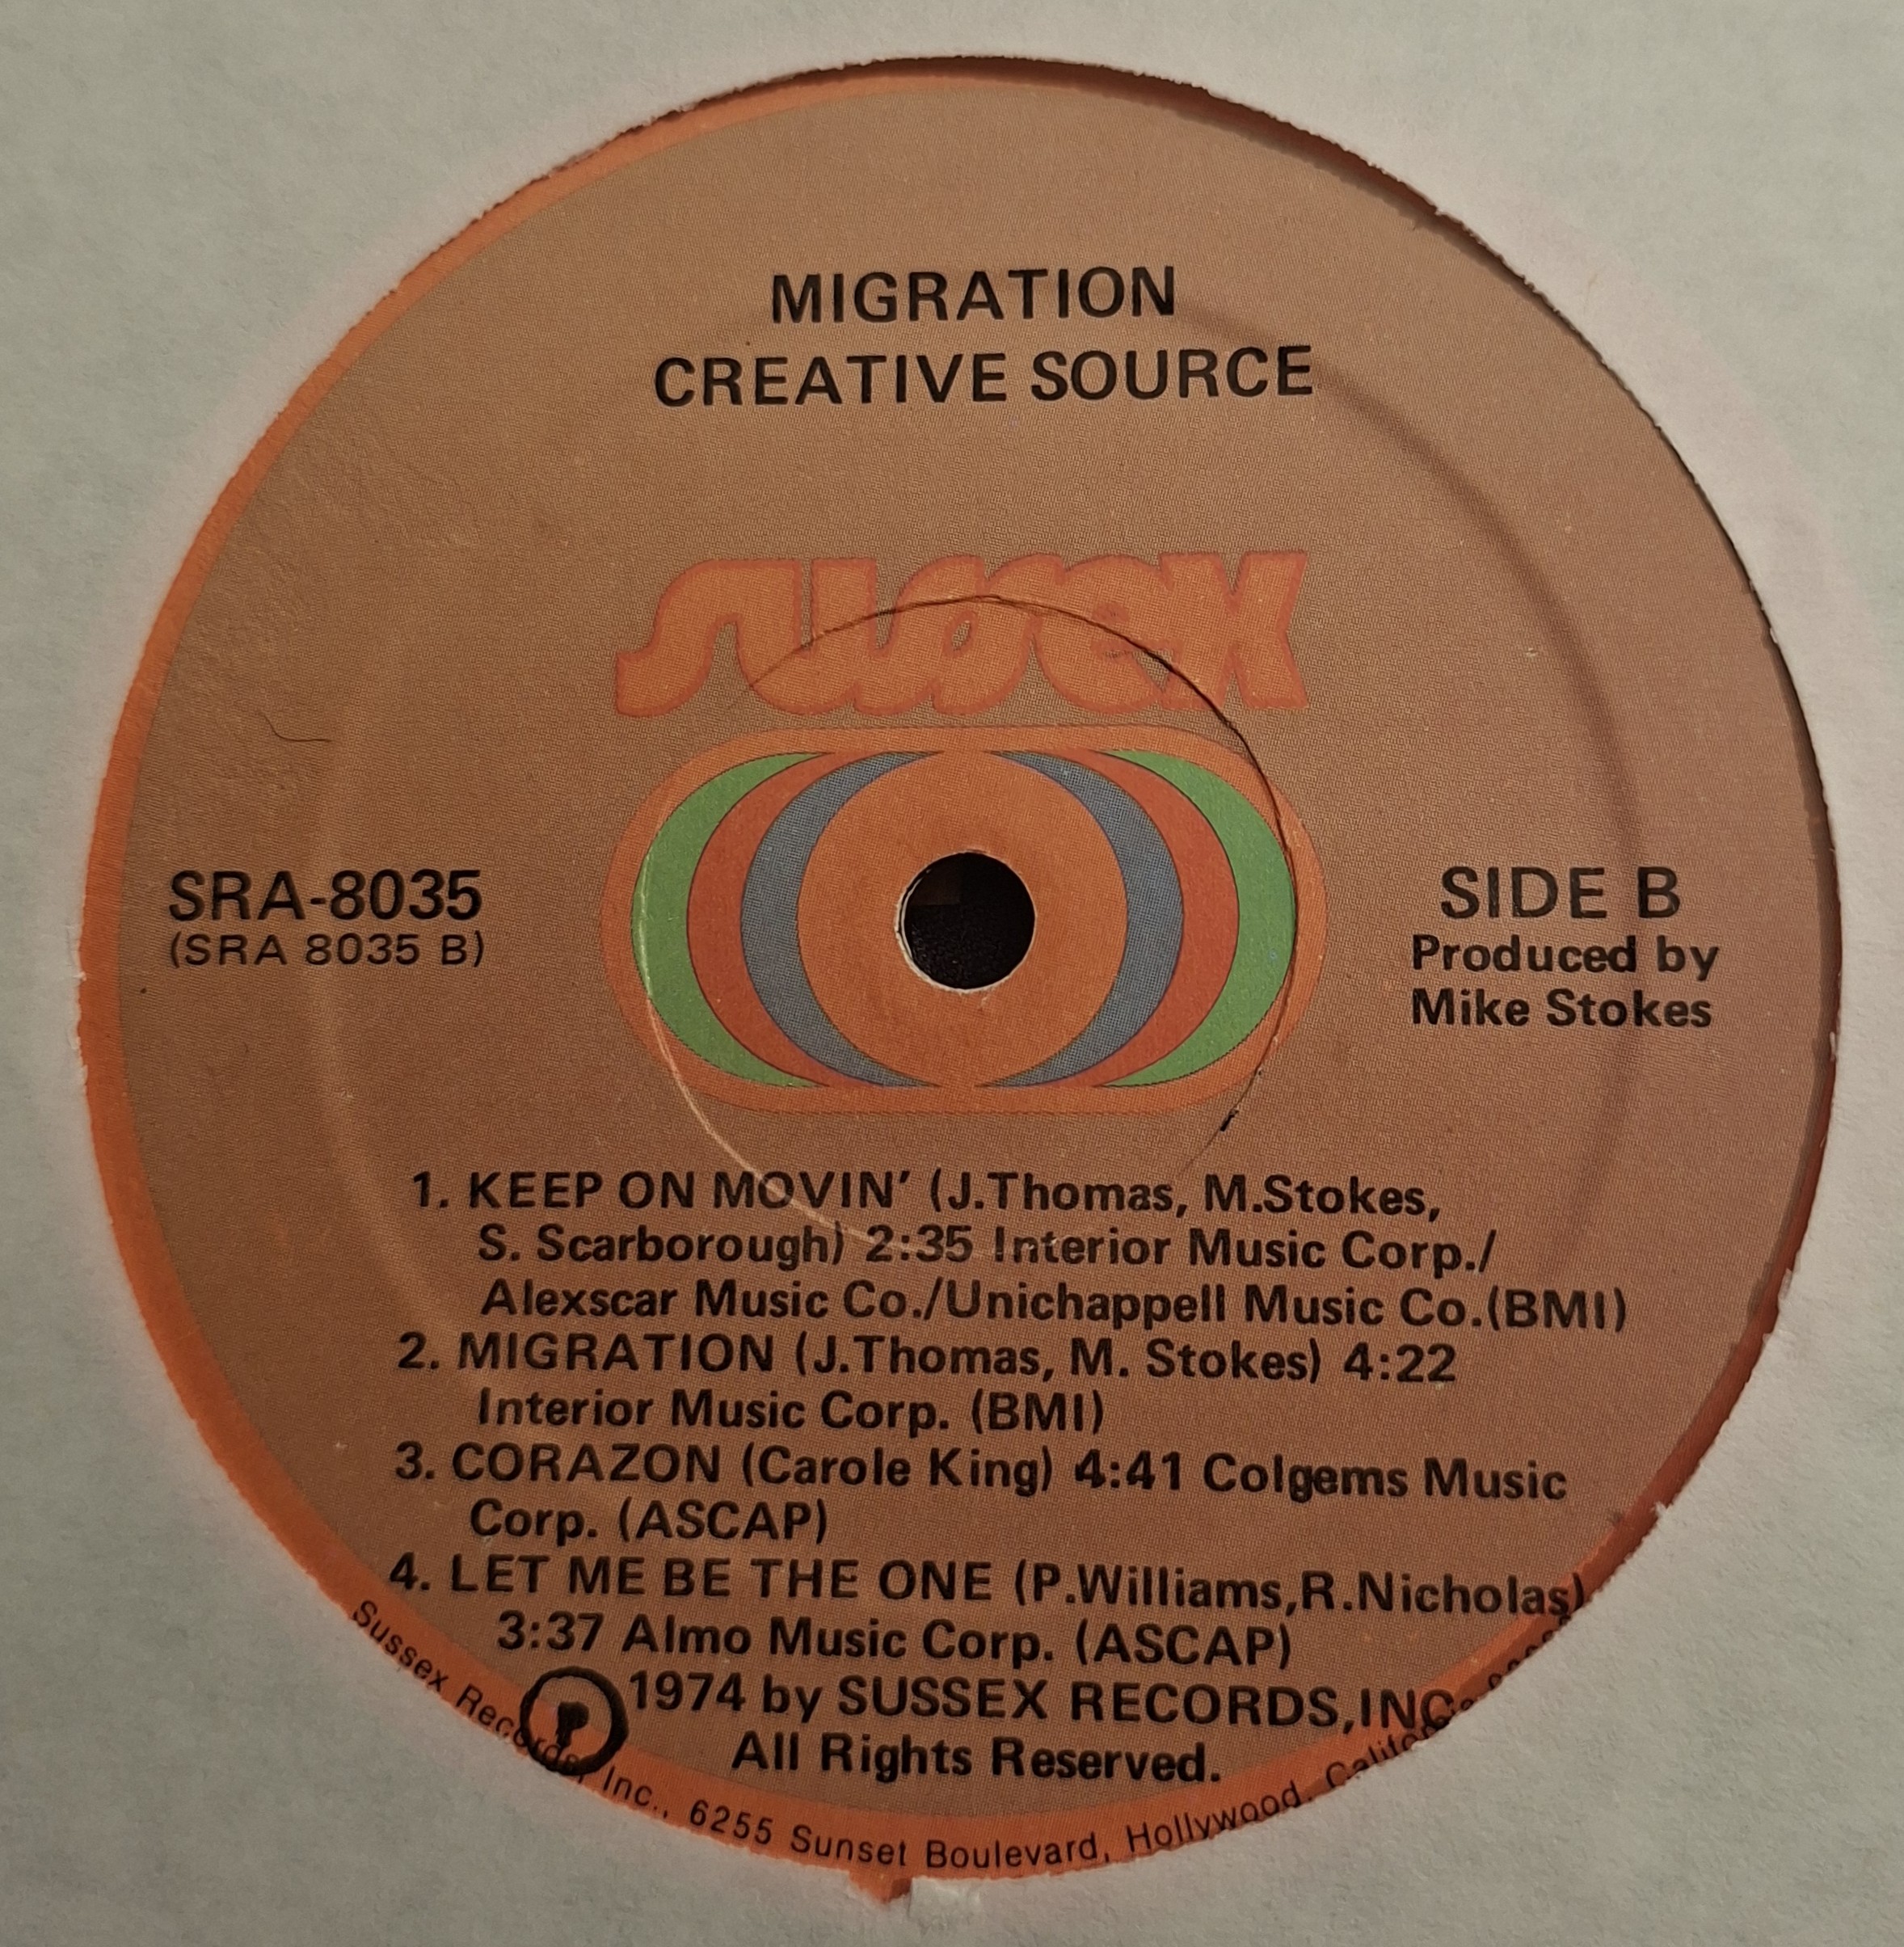 MIGRATION
CREATIVE SOURCE
SUSSEX
SRA-8035
(SRA 8035 B)
SIDE B
Produced by
Mike Stokes
1. KEEP ON MOVIN' (J.Thomas, M.Stokes,
S. Scarborough) 2:35 Interior Music Corp./
Alexscar Music Co./Unichappell Music Co.(BMI)
2. MIGRATION (J.Thomas, M. Stokes) 4:22
Interior Music Corp. (BMI)
3. CORAZON (Carole King) 4:41 Colgems Music
Corp. (ASCAP)
4. LET ME BE THE ONE (P.Williams,R.Nicholas)
3:37 Almo Music Corp. (ASCAP)
Ⓟ 1974 by SUSSEX RECORDS,INC.
All Rights Reserved.
Sussex Records, Inc., 6255 Sunset Boulevard, Hollywood,